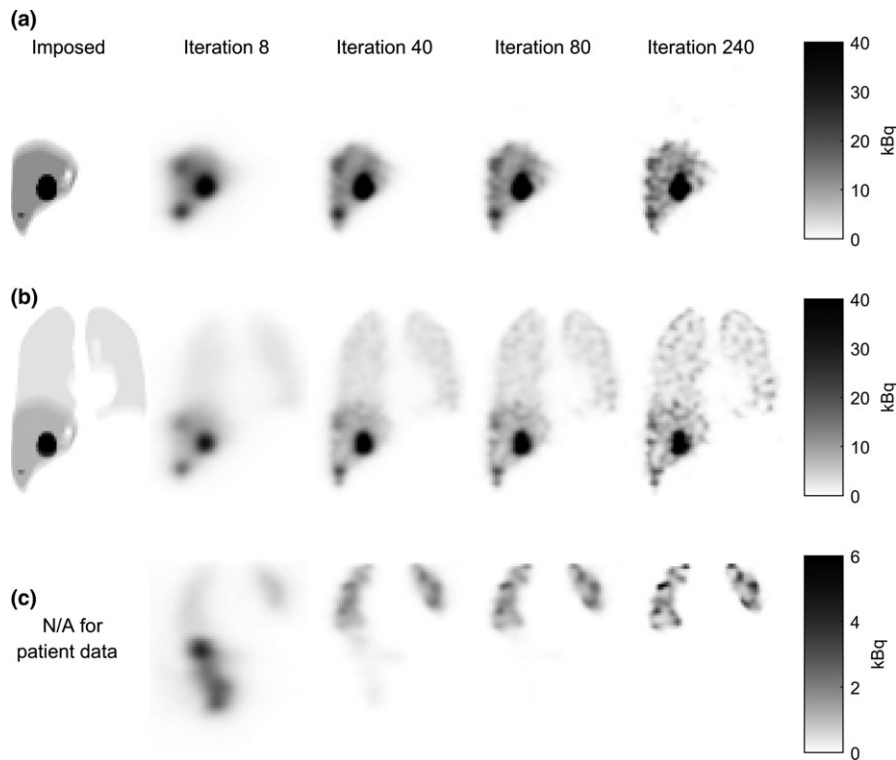 (a)
Imposed Iteration 8 Iteration 40 Iteration 80 Iteration 240
40
30
20
10
0
kBq
(b)
40
30
20
10
0
kBq
(c)
N/A for
patient data
6
4
2
0
kBq